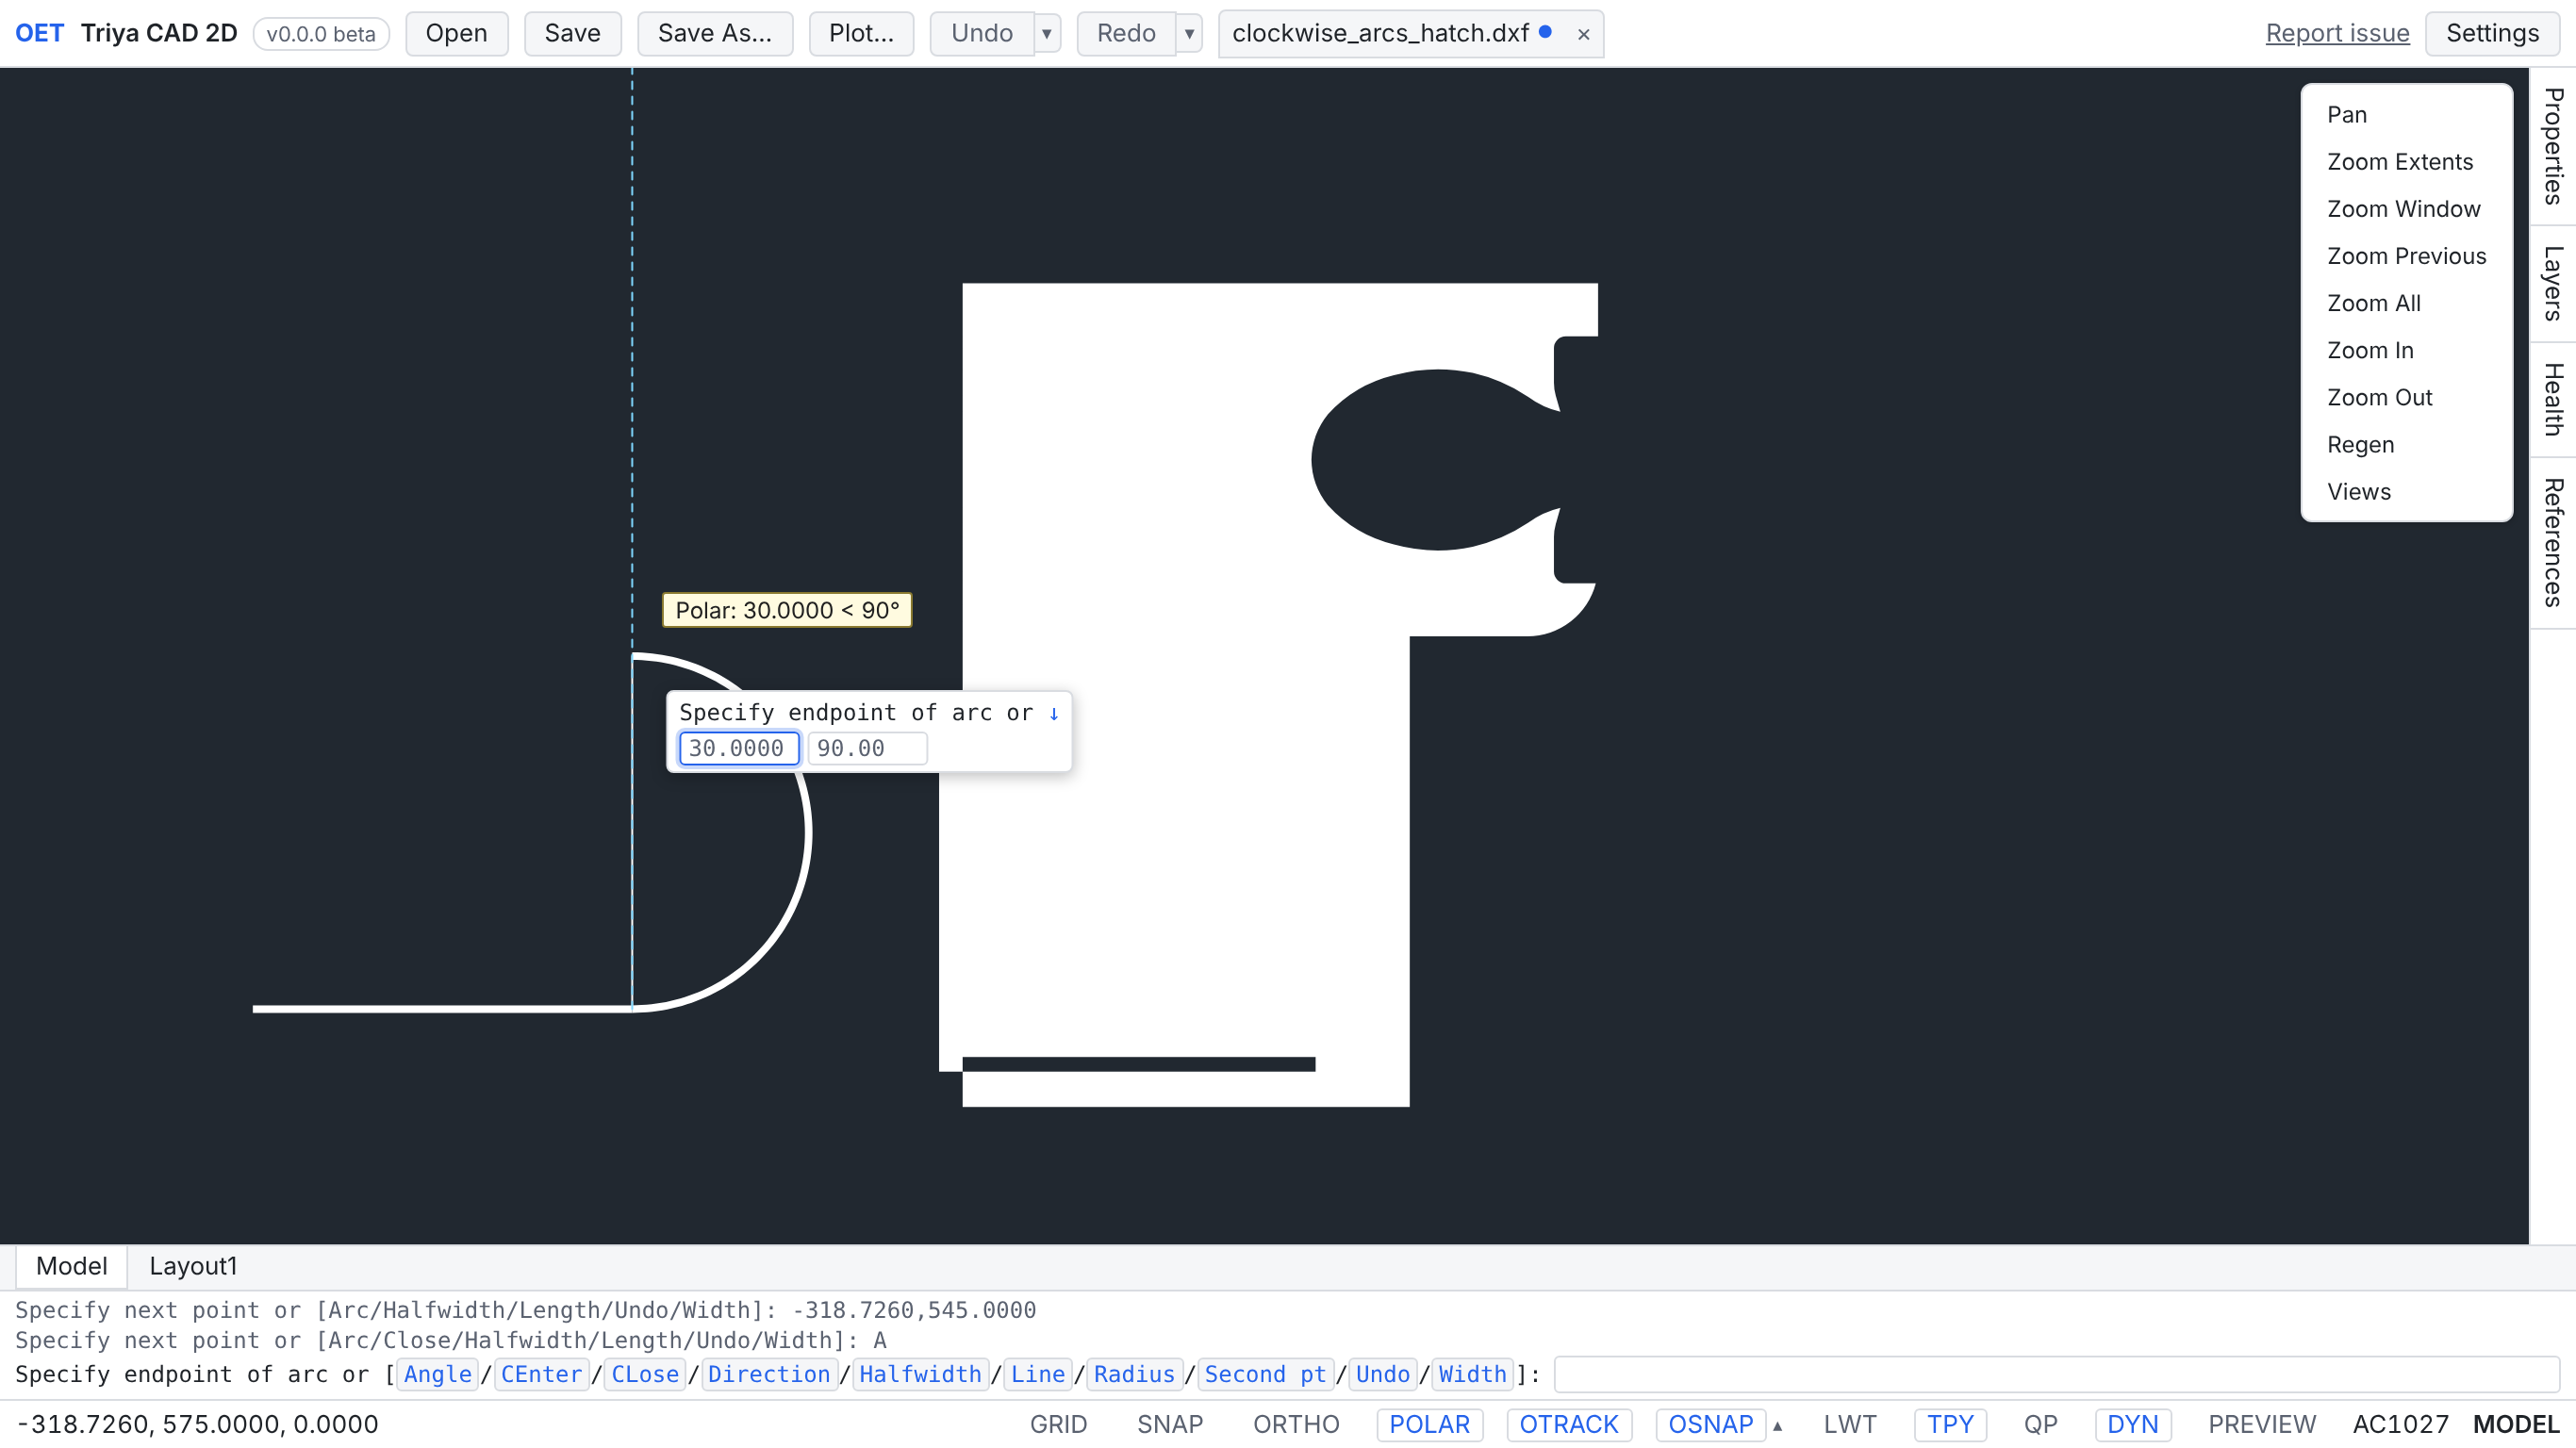 OET Triya CAD 2D v0.0.0 beta Open Save Save As... Plot... Undo ▾ Redo ▾ clockwise_arcs_hatch.dxf ● × Report issue Settings
Pan
Zoom Extents
Zoom Window
Zoom Previous
Zoom All
Zoom In
Zoom Out
Regen
Views
Properties
Layers
Health
References
Polar: 30.0000 < 90°
Specify endpoint of arc or ↓
30.0000 90.00
Model Layout1
Specify next point or [Arc/Halfwidth/Length/Undo/Width]: -318.7260,545.0000
Specify next point or [Arc/Close/Halfwidth/Length/Undo/Width]: A
Specify endpoint of arc or [Angle/CEnter/CLose/Direction/Halfwidth/Line/Radius/Second pt/Undo/Width]:
-318.7260, 575.0000, 0.0000 GRID SNAP ORTHO POLAR OTRACK OSNAP ▴ LWT TPY QP DYN PREVIEW AC1027 MODEL